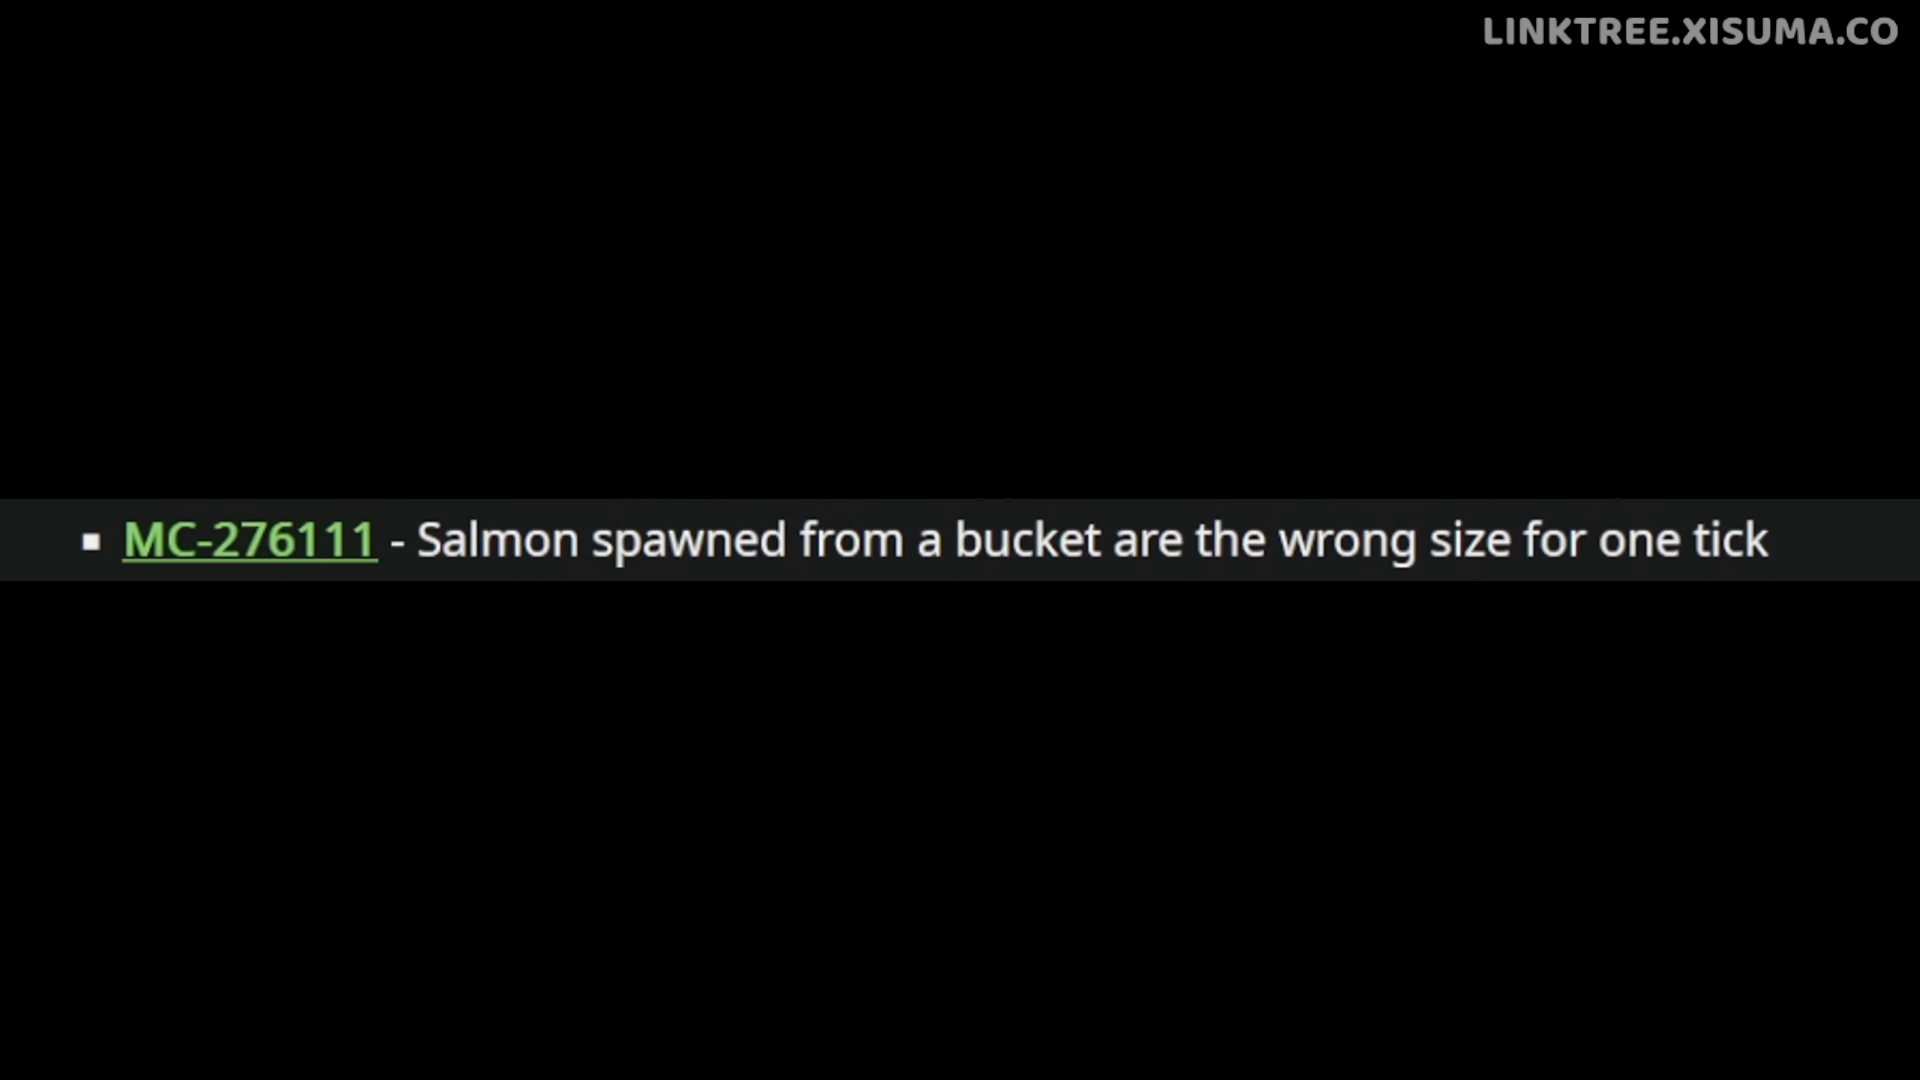 LINKTREE.XISUMA.CO
▪ MC-276111 - Salmon spawned from a bucket are the wrong size for one tick